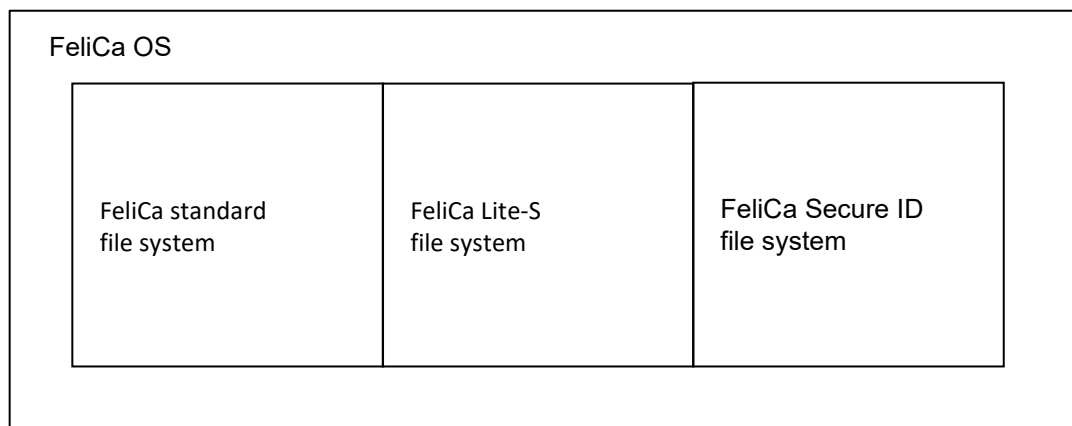 FeliCa OS
FeliCa standard
file system
FeliCa Lite-S
file system
FeliCa Secure ID
file system